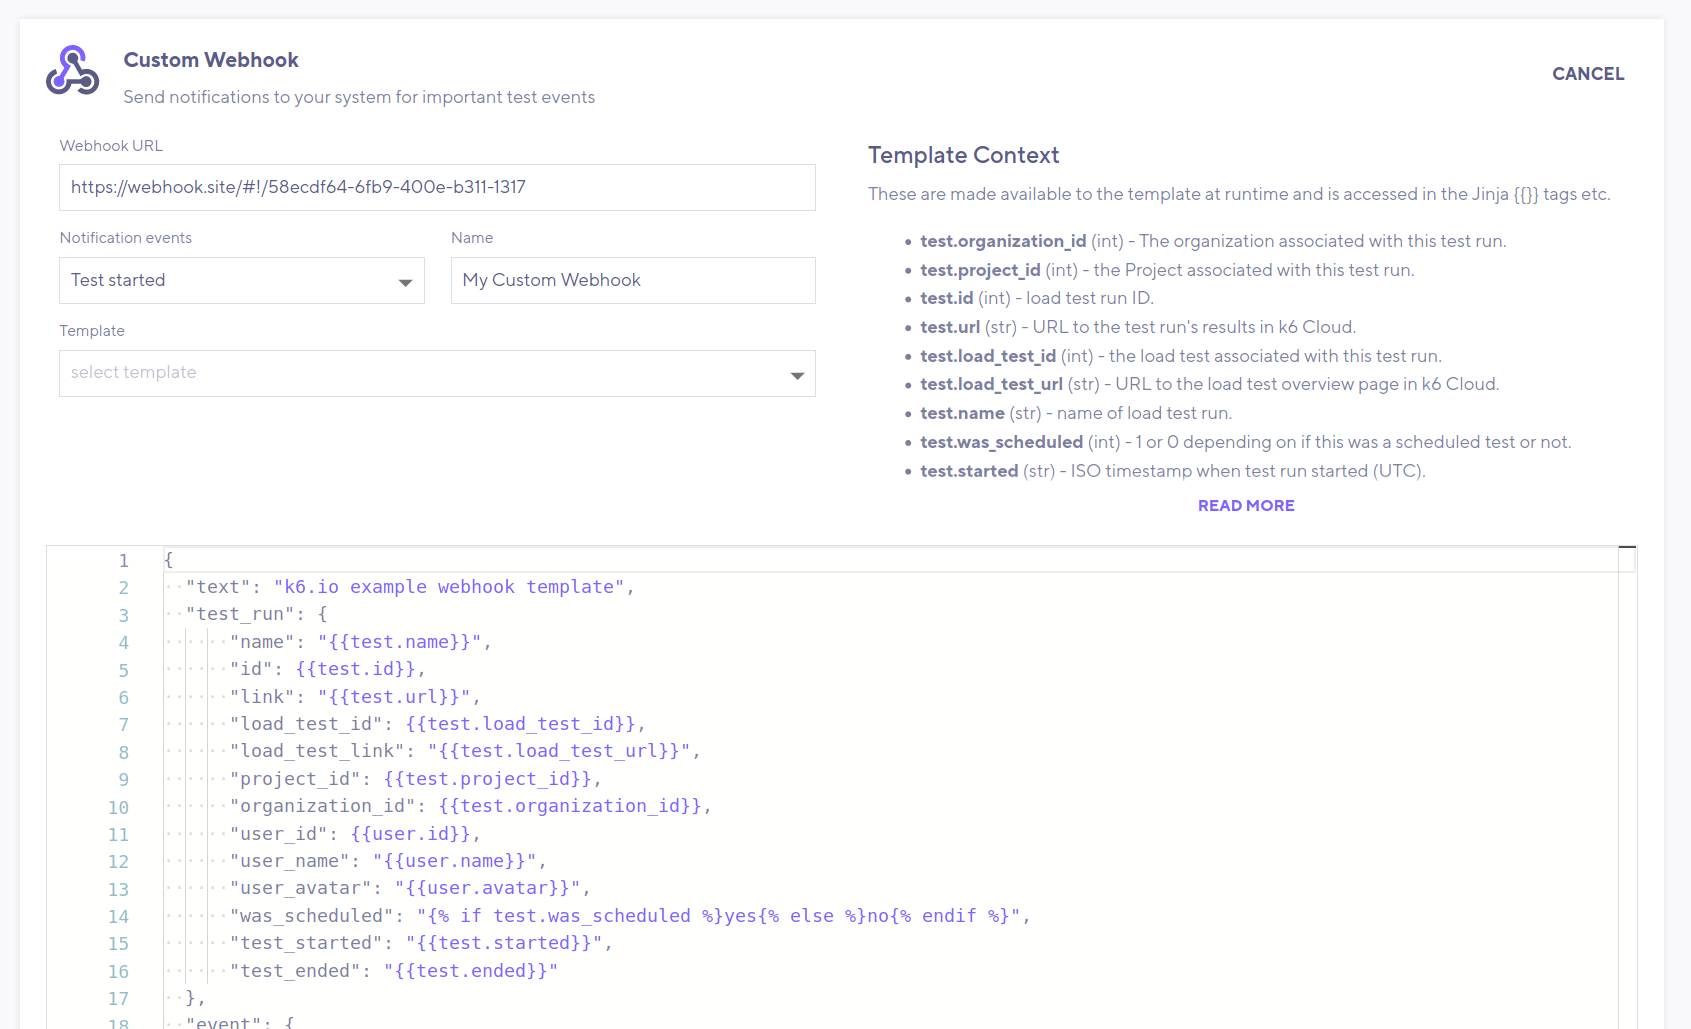 Custom Webhook
Send notifications to your system for important test events
CANCEL
Webhook URL
https://webhook.site/#!/58ecdf64-6fb9-400e-b311-1317
Notification events
Name
Test started
My Custom Webhook
Template
select template
Template Context
These are made available to the template at runtime and is accessed in the Jinja {{}} tags etc.
• test.organization_id (int) - The organization associated with this test run.
• test.project_id (int) - the Project associated with this test run.
• test.id (int) - load test run ID.
• test.url (str) - URL to the test run's results in k6 Cloud.
• test.load_test_id (int) - the load test associated with this test run.
• test.load_test_url (str) - URL to the load test overview page in k6 Cloud.
• test.name (str) - name of load test run.
• test.was_scheduled (int) - 1 or 0 depending on if this was a scheduled test or not.
• test.started (str) - ISO timestamp when test run started (UTC).
READ MORE
1 {
2   "text": "k6.io example webhook template",
3   "test_run": {
4       "name": "{{test.name}}",
5       "id": {{test.id}},
6       "link": "{{test.url}}",
7       "load_test_id": {{test.load_test_id}},
8       "load_test_link": "{{test.load_test_url}}",
9       "project_id": {{test.project_id}},
10       "organization_id": {{test.organization_id}},
11       "user_id": {{user.id}},
12       "user_name": "{{user.name}}",
13       "user_avatar": "{{user.avatar}}",
14       "was_scheduled": "{% if test.was_scheduled %}yes{% else %}no{% endif %}",
15       "test_started": "{{test.started}}",
16       "test_ended": "{{test.ended}}"
17   },
18   "event": {